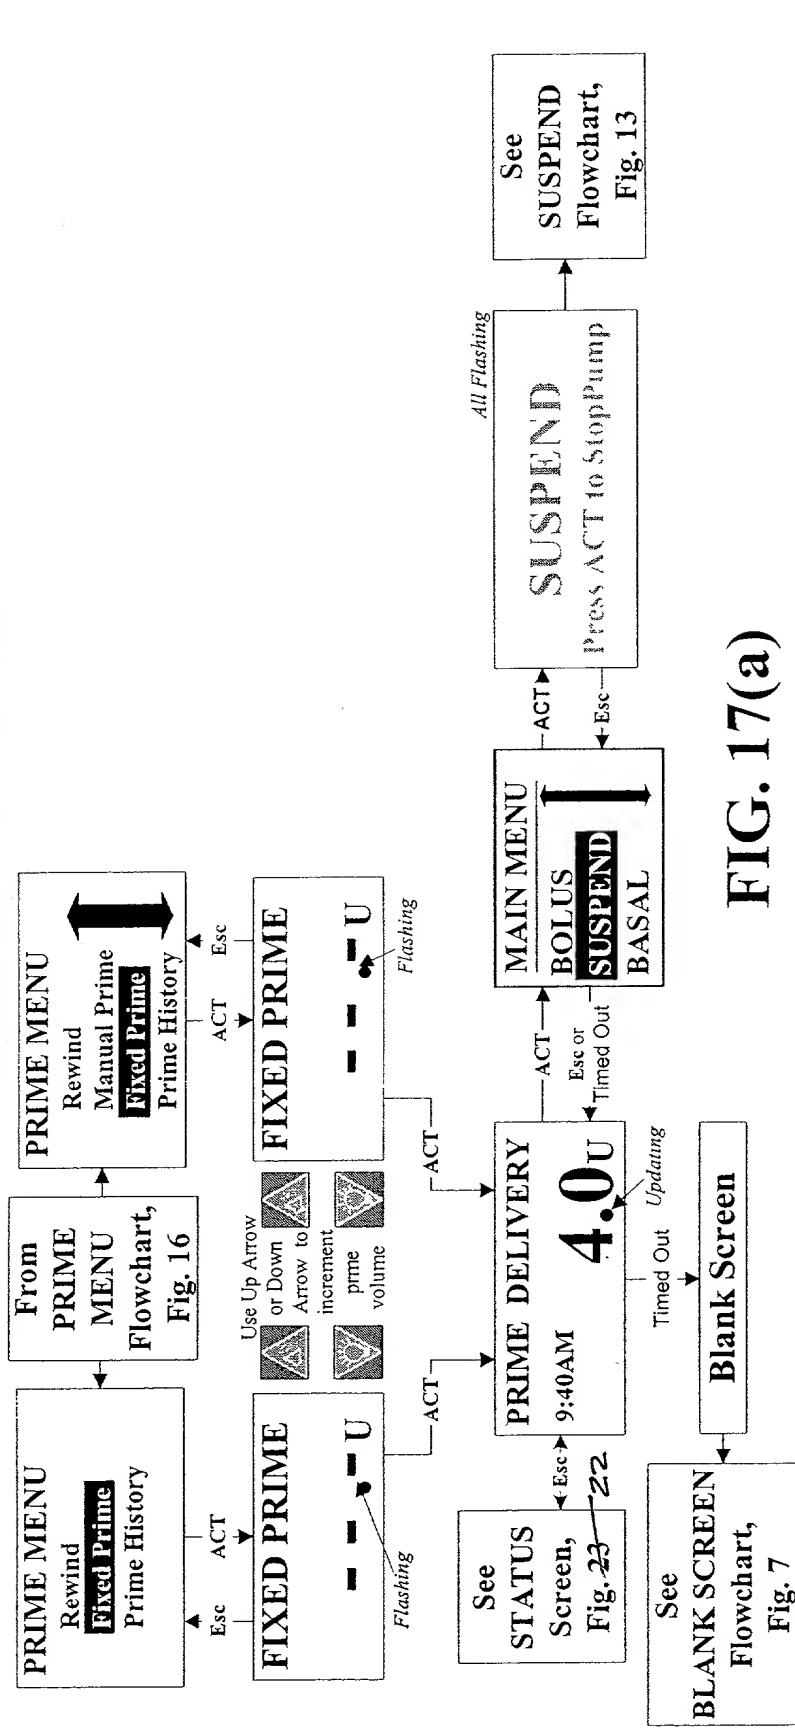 PRIME MENU
Rewind
Fixed Prime
Prime History
From
PRIME
MENU
Flowchart,
Fig. 16
PRIME MENU
Rewind
Manual Prime
Fixed Prime
Prime History
Esc
ACT
ACT
Esc
FIXED PRIME
- - . - U
Flashing
Use Up Arrow
or Down
Arrow to
increment
prme
volume
FIXED PRIME
- - . - U
Flashing
ACT
ACT
See
STATUS
Screen,
Fig. 23 22
Esc
PRIME DELIVERY
9:40AM
4.0U
Updating
ACT
Esc or
Timed Out
MAIN MENU
BOLUS
SUSPEND
BASAL
ACT
Esc
All Flashing
SUSPEND
Press ACT to StopPump
See
SUSPEND
Flowchart,
Fig. 13
Timed Out
See
BLANK SCREEN
Flowchart,
Fig. 7
Blank Screen
FIG. 17(a)